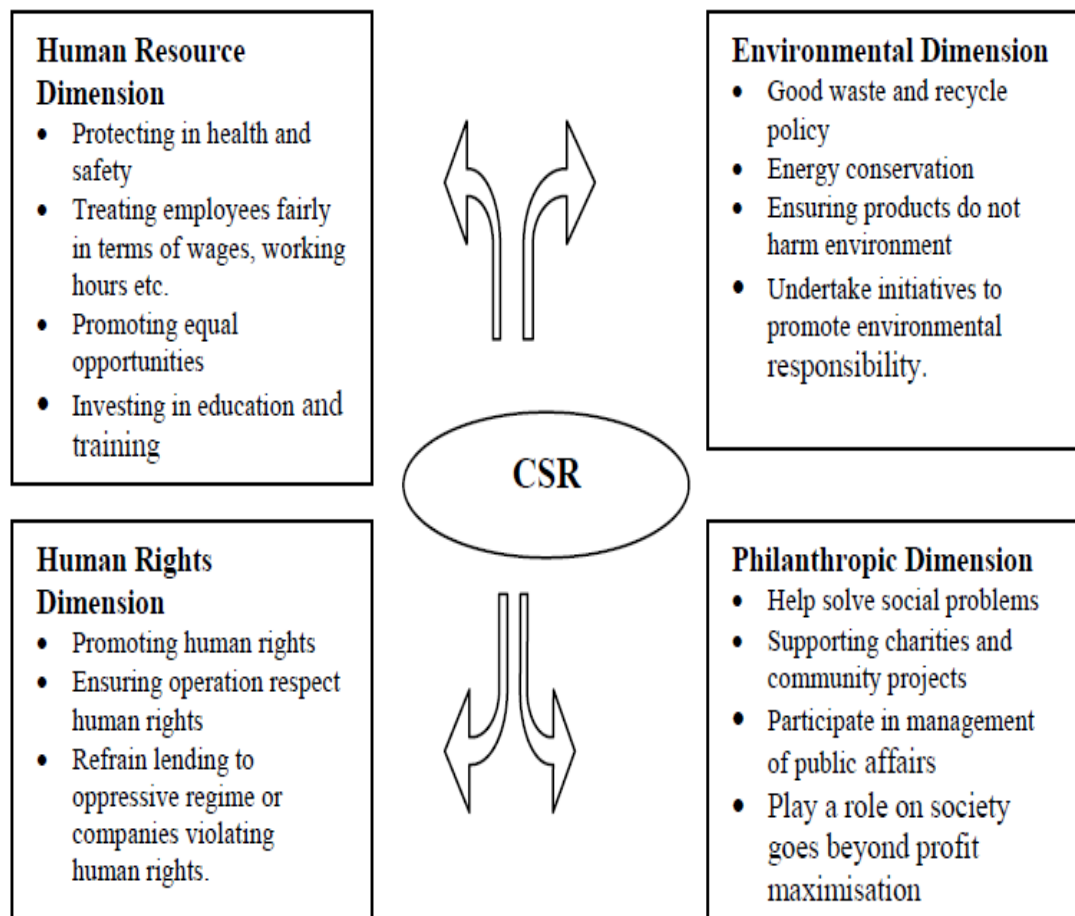 Human Resource
Dimension
• Protecting in health and
safety
• Treating employees fairly
in terms of wages, working
hours etc.
• Promoting equal
opportunities
• Investing in education and
training
Environmental Dimension
• Good waste and recycle
policy
• Energy conservation
• Ensuring products do not
harm environment
• Undertake initiatives to
promote environmental
responsibility.
CSR
Human Rights
Dimension
• Promoting human rights
• Ensuring operation respect
human rights
• Refrain lending to
oppressive regime or
companies violating
human rights.
Philanthropic Dimension
• Help solve social problems
• Supporting charities and
community projects
• Participate in management
of public affairs
• Play a role on society
goes beyond profit
maximisation